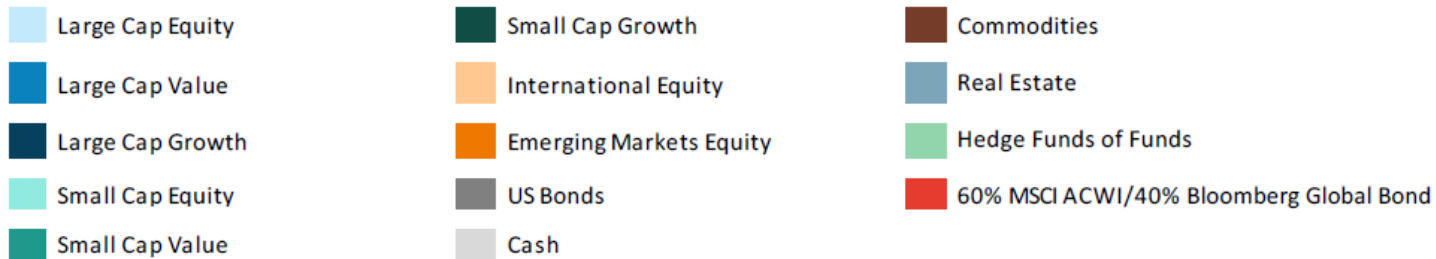 Large Cap Equity
Large Cap Value
Large Cap Growth
Small Cap Equity
Small Cap Value
Small Cap Growth
International Equity
Emerging Markets Equity
US Bonds
Cash
Commodities
Real Estate
Hedge Funds of Funds
60% MSCI ACWI/40% Bloomberg Global Bond